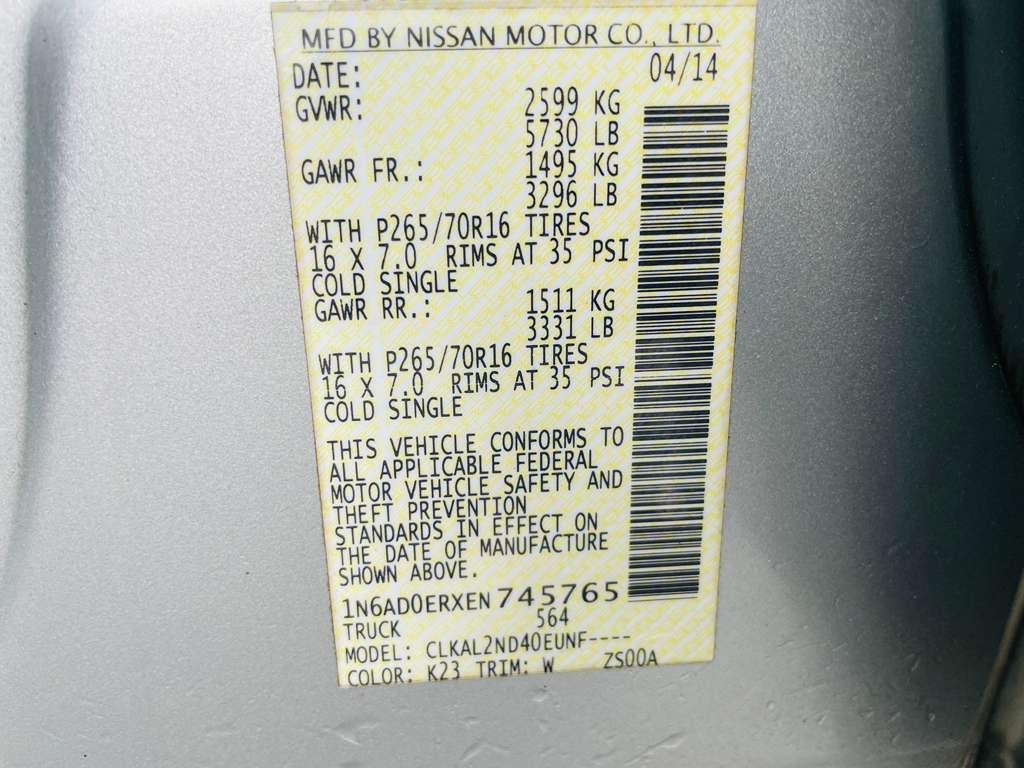 MFD BY NISSAN MOTOR CO., LTD.
DATE: 04/14
GVWR: 2599 KG
5730 LB
GAWR FR.: 1495 KG
3296 LB
WITH P265/70R16 TIRES
16 X 7.0 RIMS AT 35 PSI
COLD SINGLE
GAWR RR.: 1511 KG
3331 LB
WITH P265/70R16 TIRES
16 X 7.0 RIMS AT 35 PSI
COLD SINGLE
THIS VEHICLE CONFORMS TO
ALL APPLICABLE FEDERAL
MOTOR VEHICLE SAFETY AND
THEFT PREVENTION
STANDARDS IN EFFECT ON
THE DATE OF MANUFACTURE
SHOWN ABOVE.
1N6AD0ERXEN745765
TRUCK 564
MODEL: CLKAL2ND40EUNF----
COLOR: K23 TRIM: W ZS00A